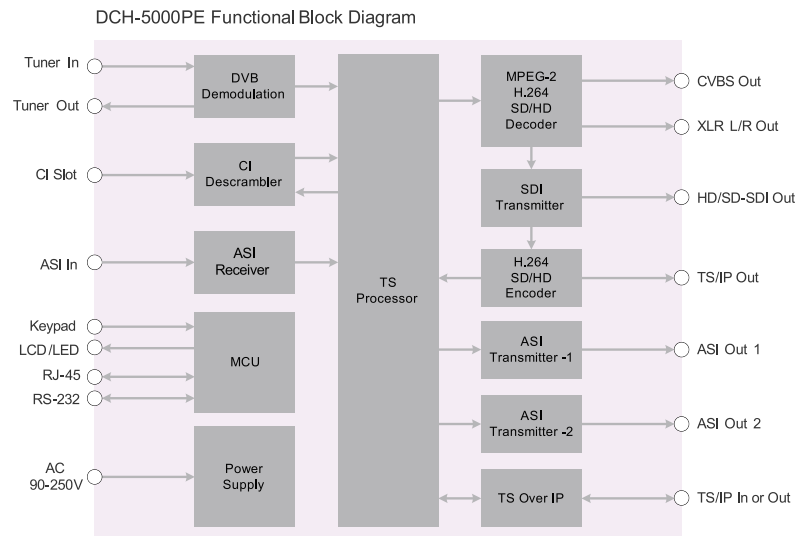 DCH-5000PE Functional Block Diagram
Tuner In
Tuner Out
CI Slot
ASI In
Keypad
LCD/LED
RJ-45
RS-232
AC
90-250V
DVB
Demodulation
CI
Descrambler
ASI
Receiver
MCU
Power
Supply
TS
Processor
MPEG-2
H.264
SD/HD
Decoder
SDI
Transmitter
H.264
SD/HD
Encoder
ASI
Transmitter -1
ASI
Transmitter -2
TS Over IP
CVBS Out
XLR L/R Out
HD/SD-SDI Out
TS/IP Out
ASI Out 1
ASI Out 2
TS/IP In or Out